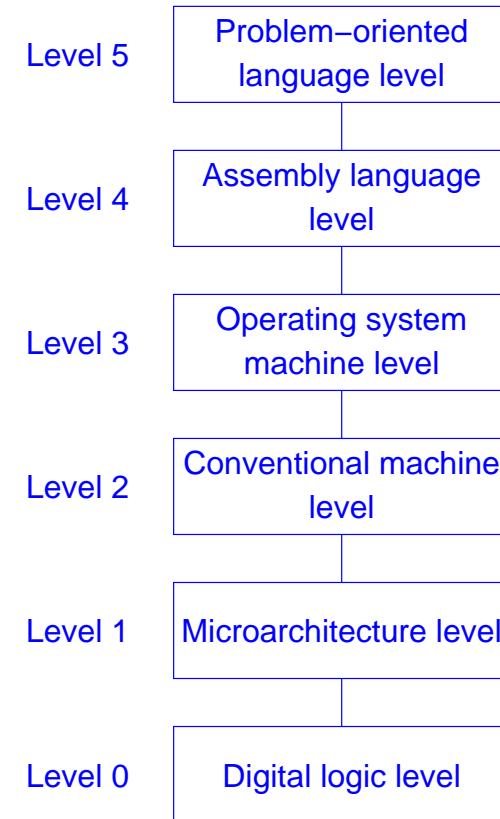 Level 5
Problem−oriented
language level
Level 4
Assembly language
level
Level 3
Operating system
machine level
Level 2
Conventional machine
level
Level 1
Microarchitecture level
Level 0
Digital logic level